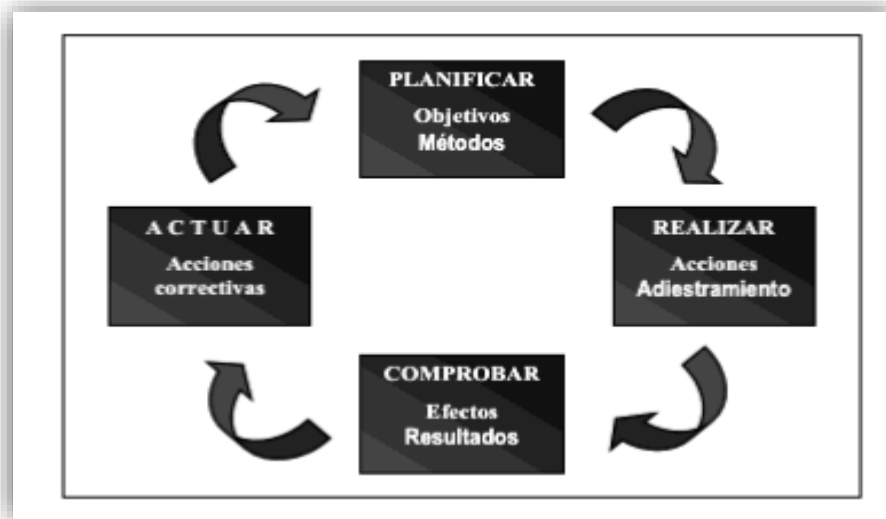 PLANIFICAR
Objetivos
Métodos
REALIZAR
Acciones
Adiestramiento
COMPROBAR
Efectos
Resultados
A C T U A R
Acciones
correctivas